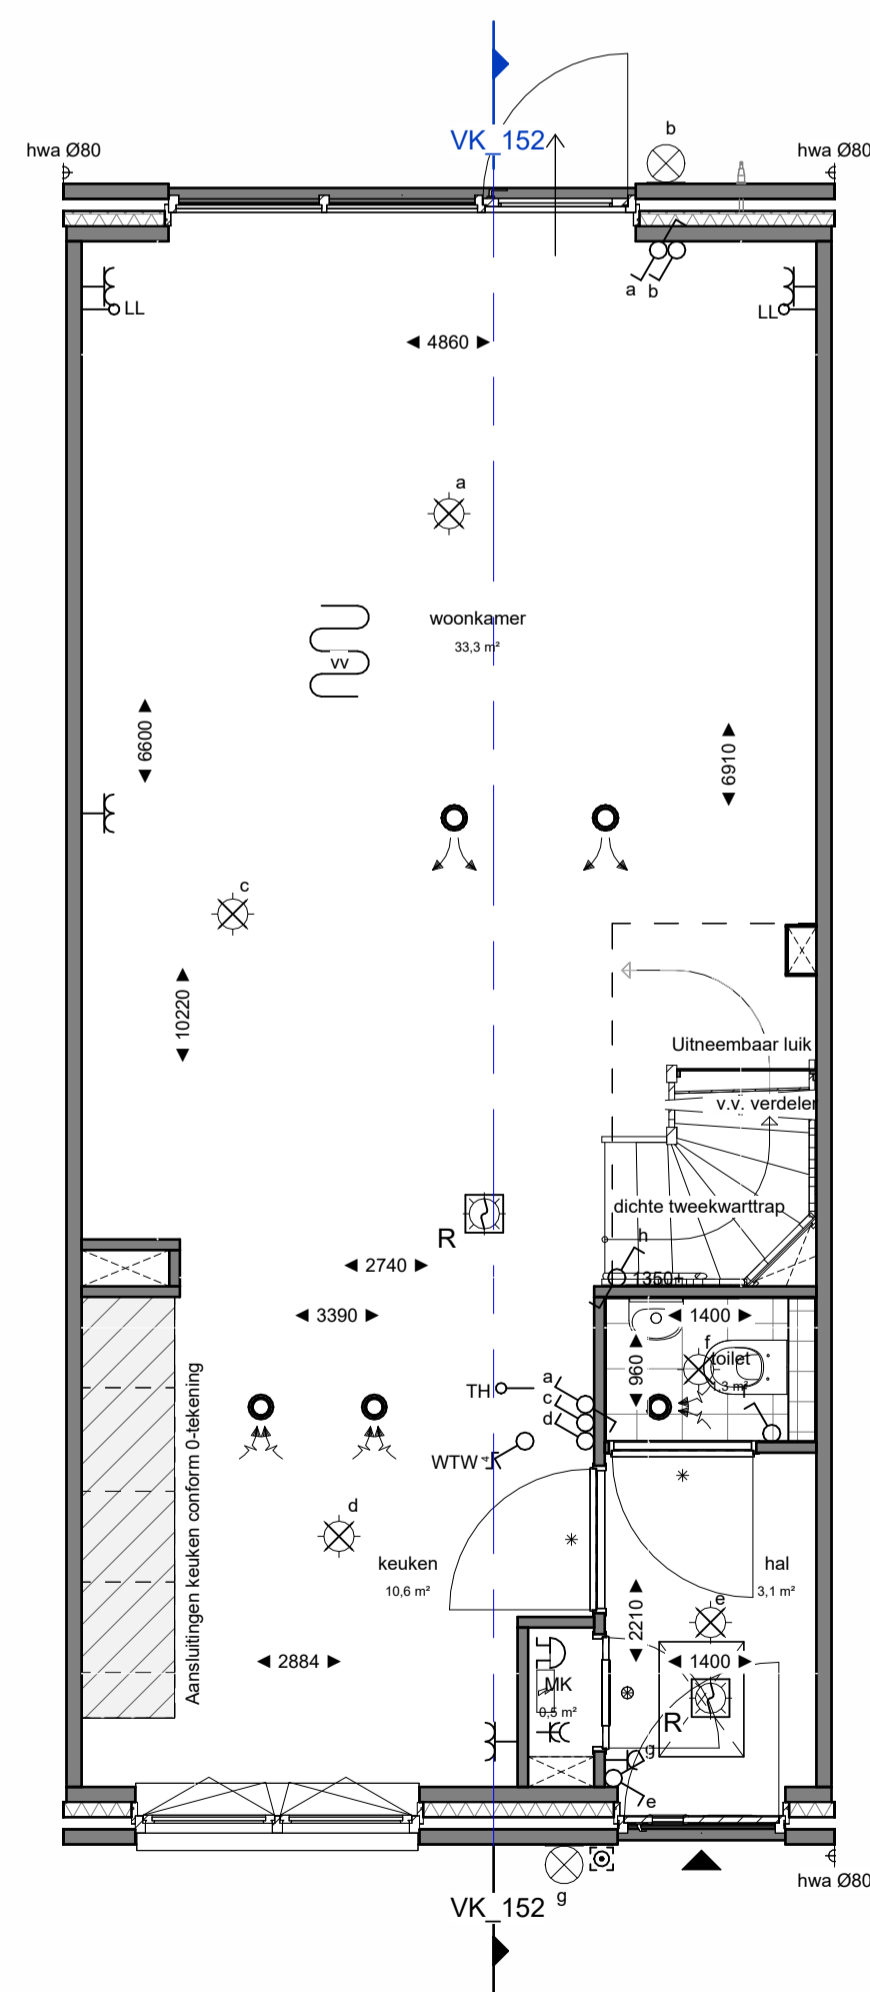 VK_152
b
hwa Ø80
hwa Ø80
a
b
LL
LL
4860
a
woonkamer
33,3 m²
vv
6600
6910
c
10220
Uitneembaar luik
v.v. verdeler
dichte tweekwarttrap
h
R
1350+
2740
3390
1400
f
toilet
960
1,3 m²
TH
a
c
d
f
WTW
4
Aansluitingen keuken conform 0-tekening
d
keuken
10,6 m²
hal
3,1 m²
e
2210
2884
1400
MK
0,5 m²
R
g
e
hwa Ø80
g
VK_152